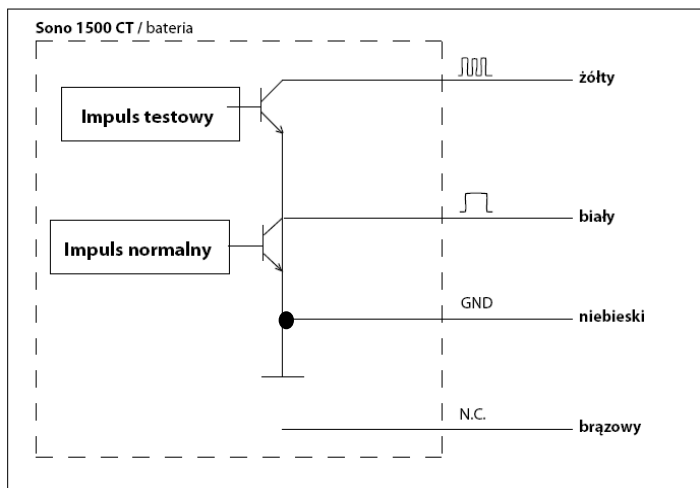 Sono 1500 CT / bateria
żółty
Impuls testowy
biały
Impuls normalny
GND
niebieski
N.C.
brązowy